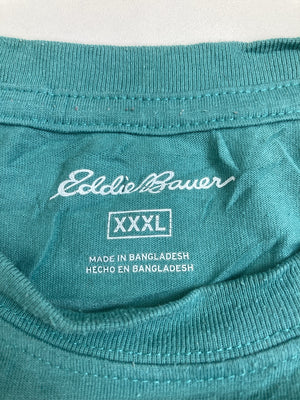 Eddie Bauer
XXXL
MADE IN BANGLADESH
HECHO EN BANGLADESH